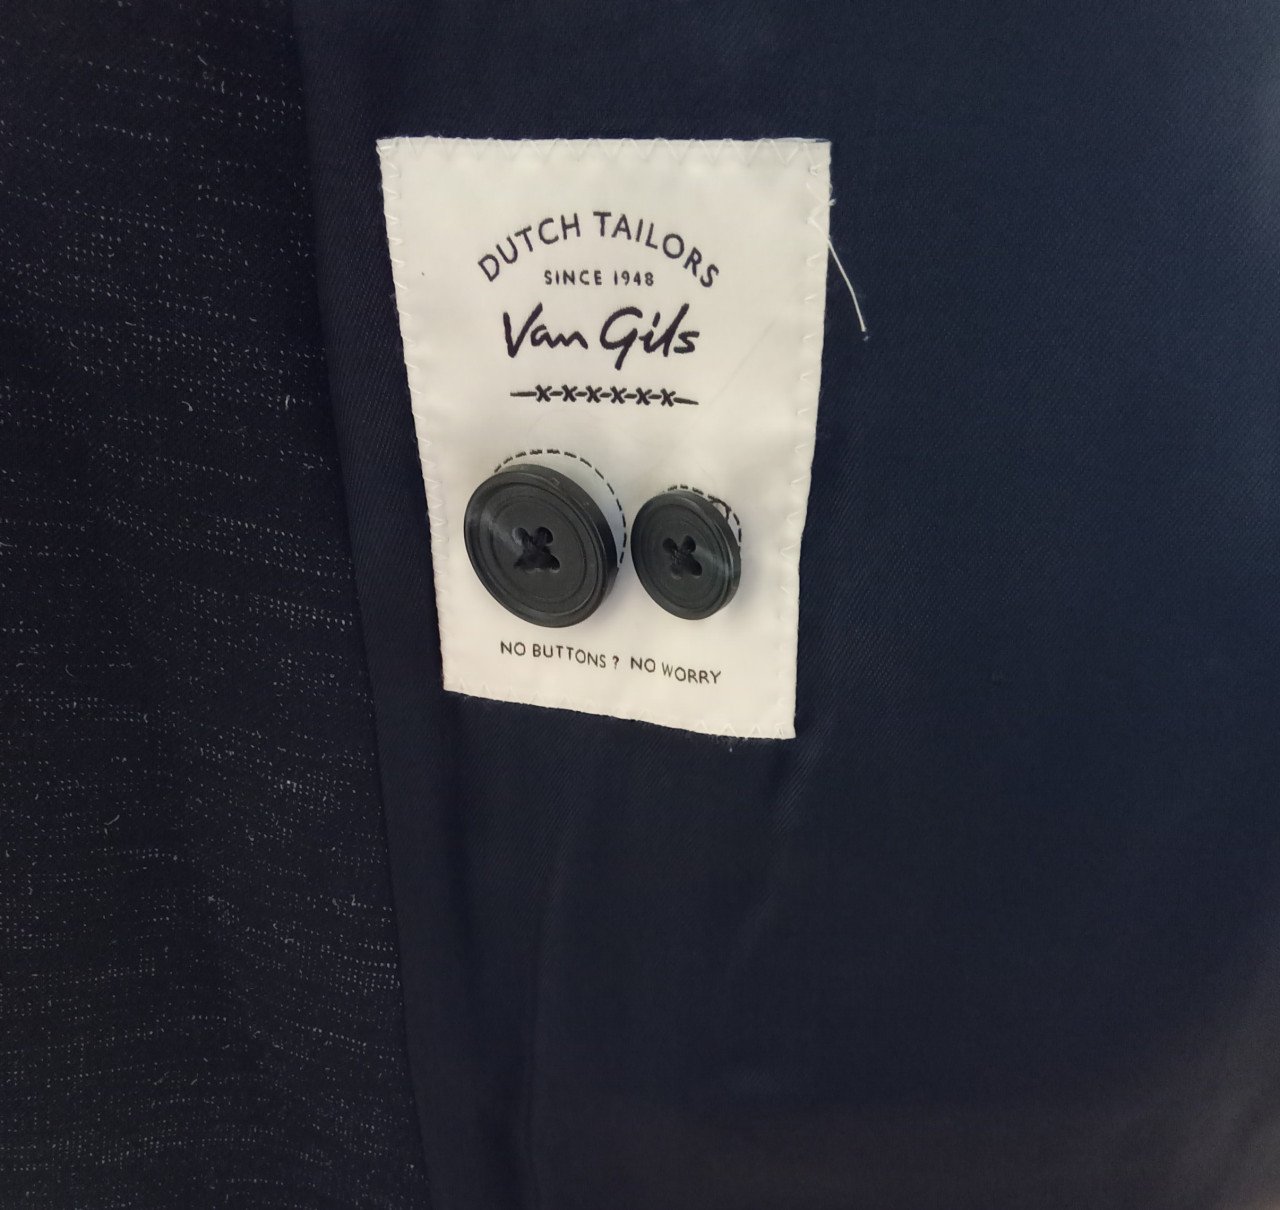 DUTCH TAILORS
SINCE 1948
Van Gils
NO BUTTONS? NO WORRY